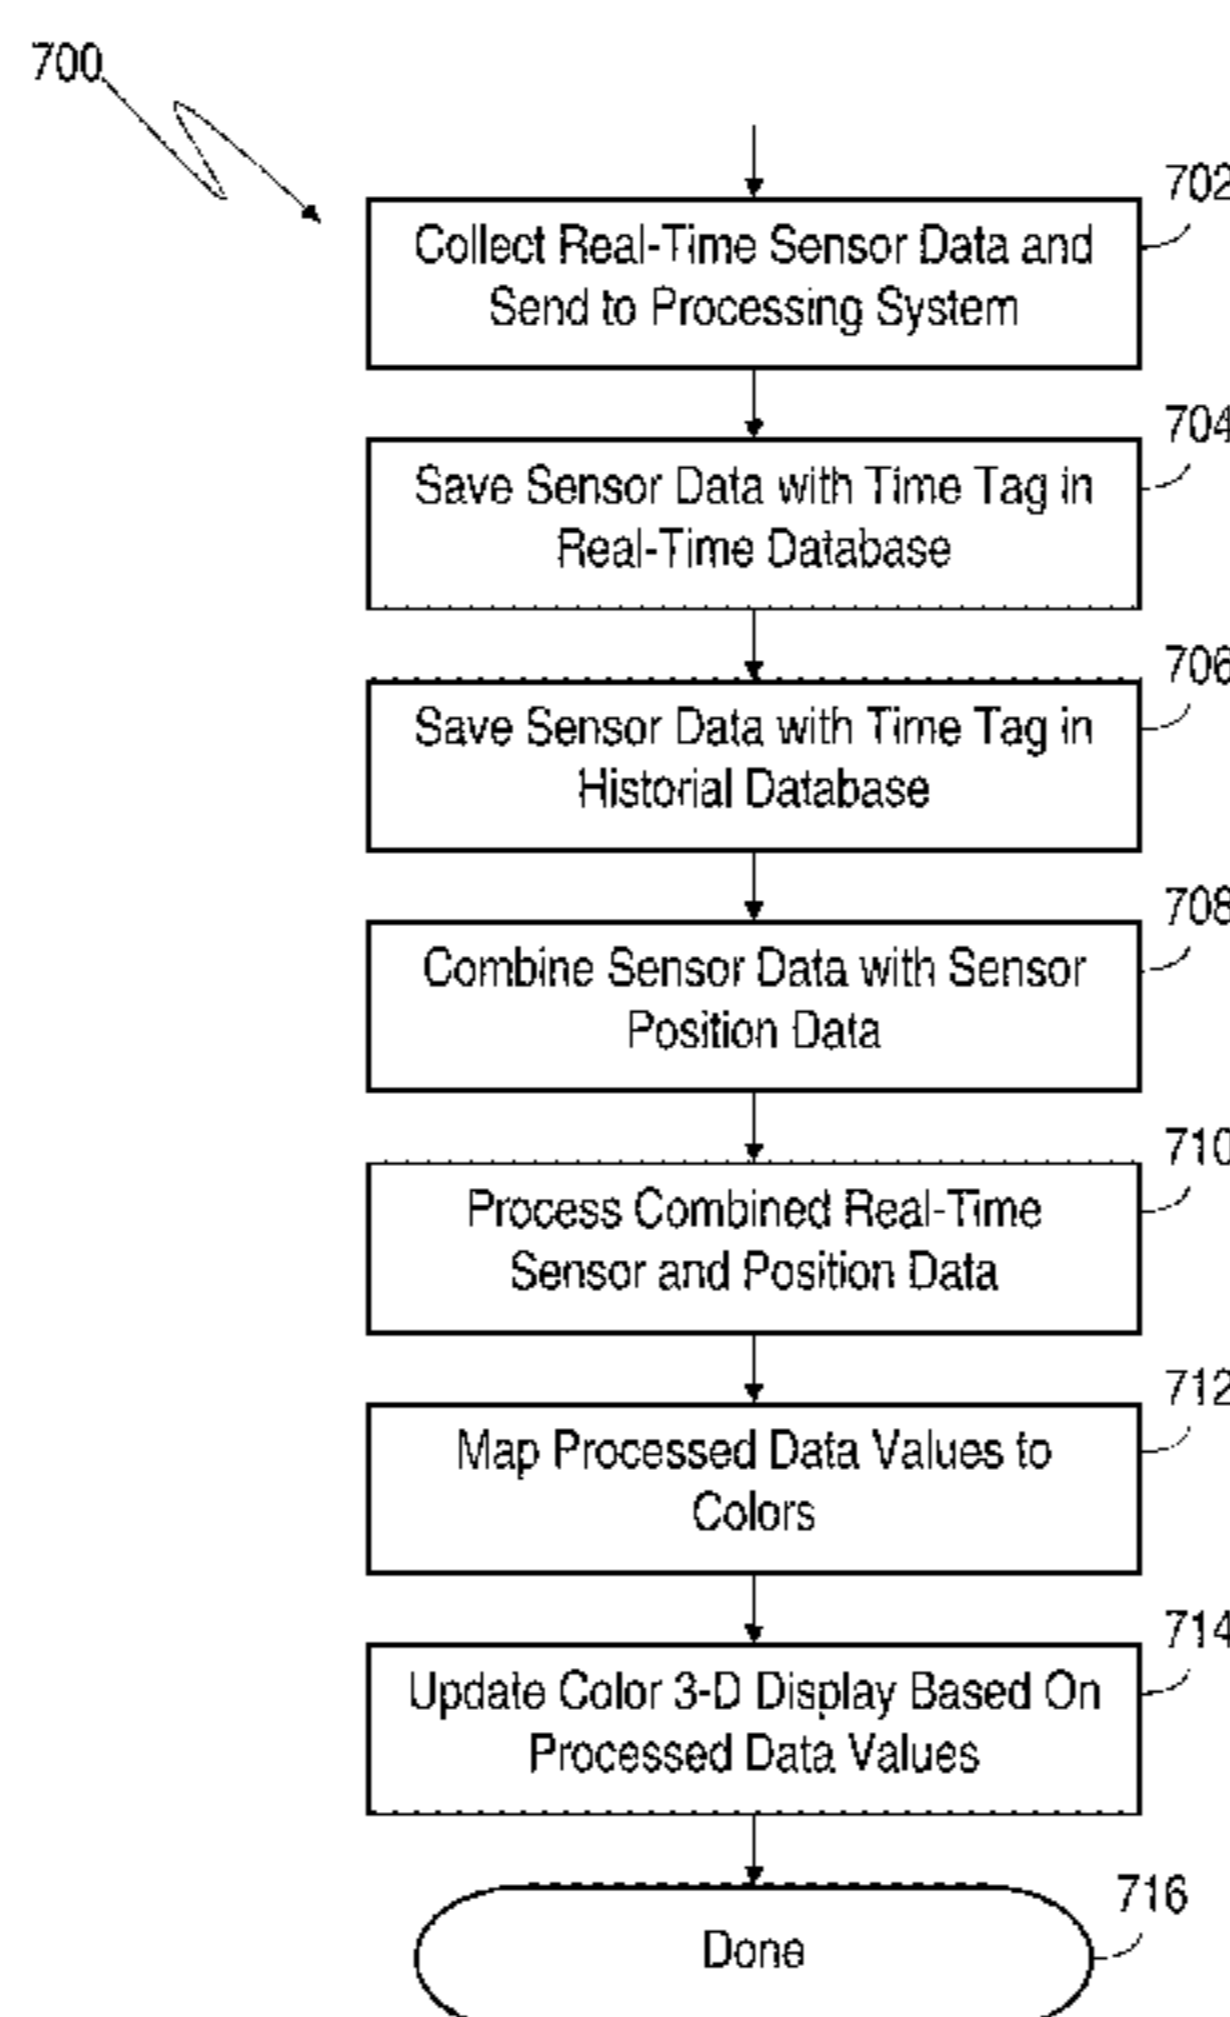 700
702
Collect Real-Time Sensor Data and
Send to Processing System
704
Save Sensor Data with Time Tag in
Real-Time Database
706
Save Sensor Data with Time Tag in
Historial Database
708
Combine Sensor Data with Sensor
Position Data
710
Process Combined Real-Time
Sensor and Position Data
712
Map Processed Data Values to
Colors
714
Update Color 3-D Display Based On
Processed Data Values
716
Done